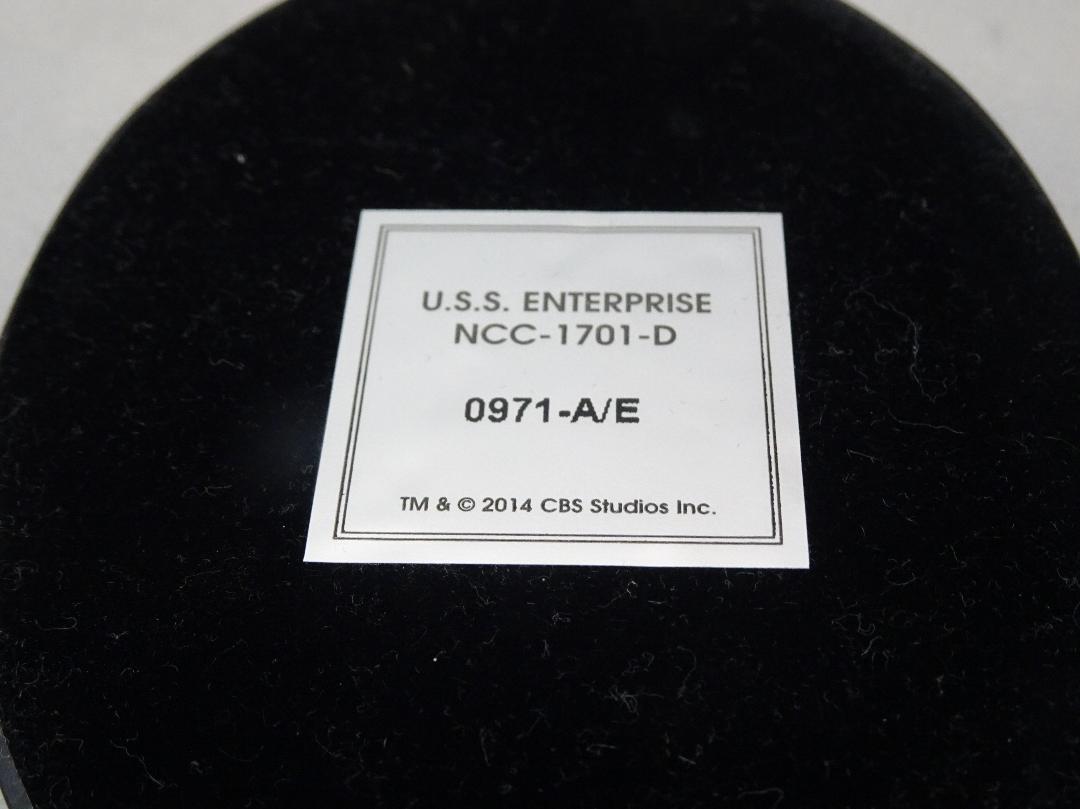 U.S.S. ENTERPRISE
NCC-1701-D
0971-A/E
TM & © 2014 CBS Studios Inc.